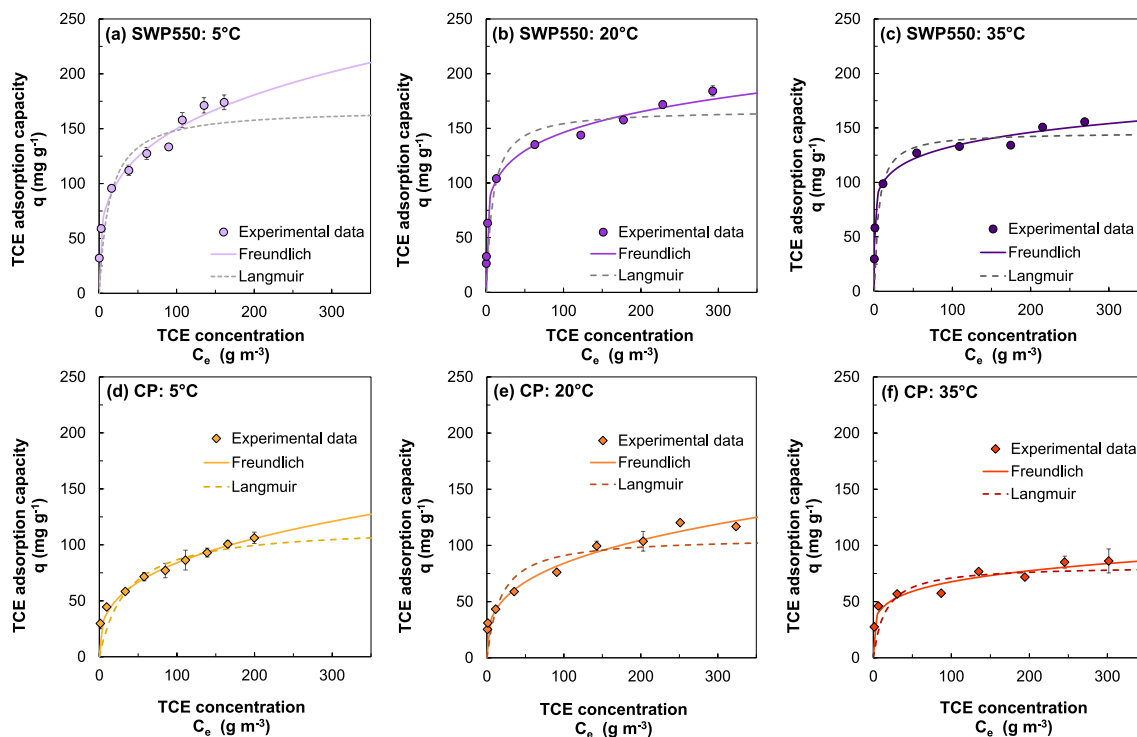 (a) SWP550: 5°C
TCE adsorption capacity
q (mg g-1)
250
200
150
100
50
0
Experimental data
Freundlich
Langmuir
0 100 200 300
TCE concentration
Ce (g m-3)
(b) SWP550: 20°C
TCE adsorption capacity
q (mg g-1)
250
200
150
100
50
0
Experimental data
Freundlich
Langmuir
0 100 200 300
TCE concentration
Ce (g m-3)
(c) SWP550: 35°C
TCE adsorption capacity
q (mg g-1)
250
200
150
100
50
0
Experimental data
Freundlich
Langmuir
0 100 200 300
TCE concentration
Ce (g m-3)
(d) CP: 5°C
TCE adsorption capacity
q (mg g-1)
250
200
150
100
50
0
Experimental data
Freundlich
Langmuir
0 100 200 300
TCE concentration
Ce (g m-3)
(e) CP: 20°C
TCE adsorption capacity
q (mg g-1)
250
200
150
100
50
0
Experimental data
Freundlich
Langmuir
0 100 200 300
TCE concentration
Ce (g m-3)
(f) CP: 35°C
TCE adsorption capacity
q (mg g-1)
250
200
150
100
50
0
Experimental data
Freundlich
Langmuir
0 100 200 300
TCE concentration
Ce (g m-3)